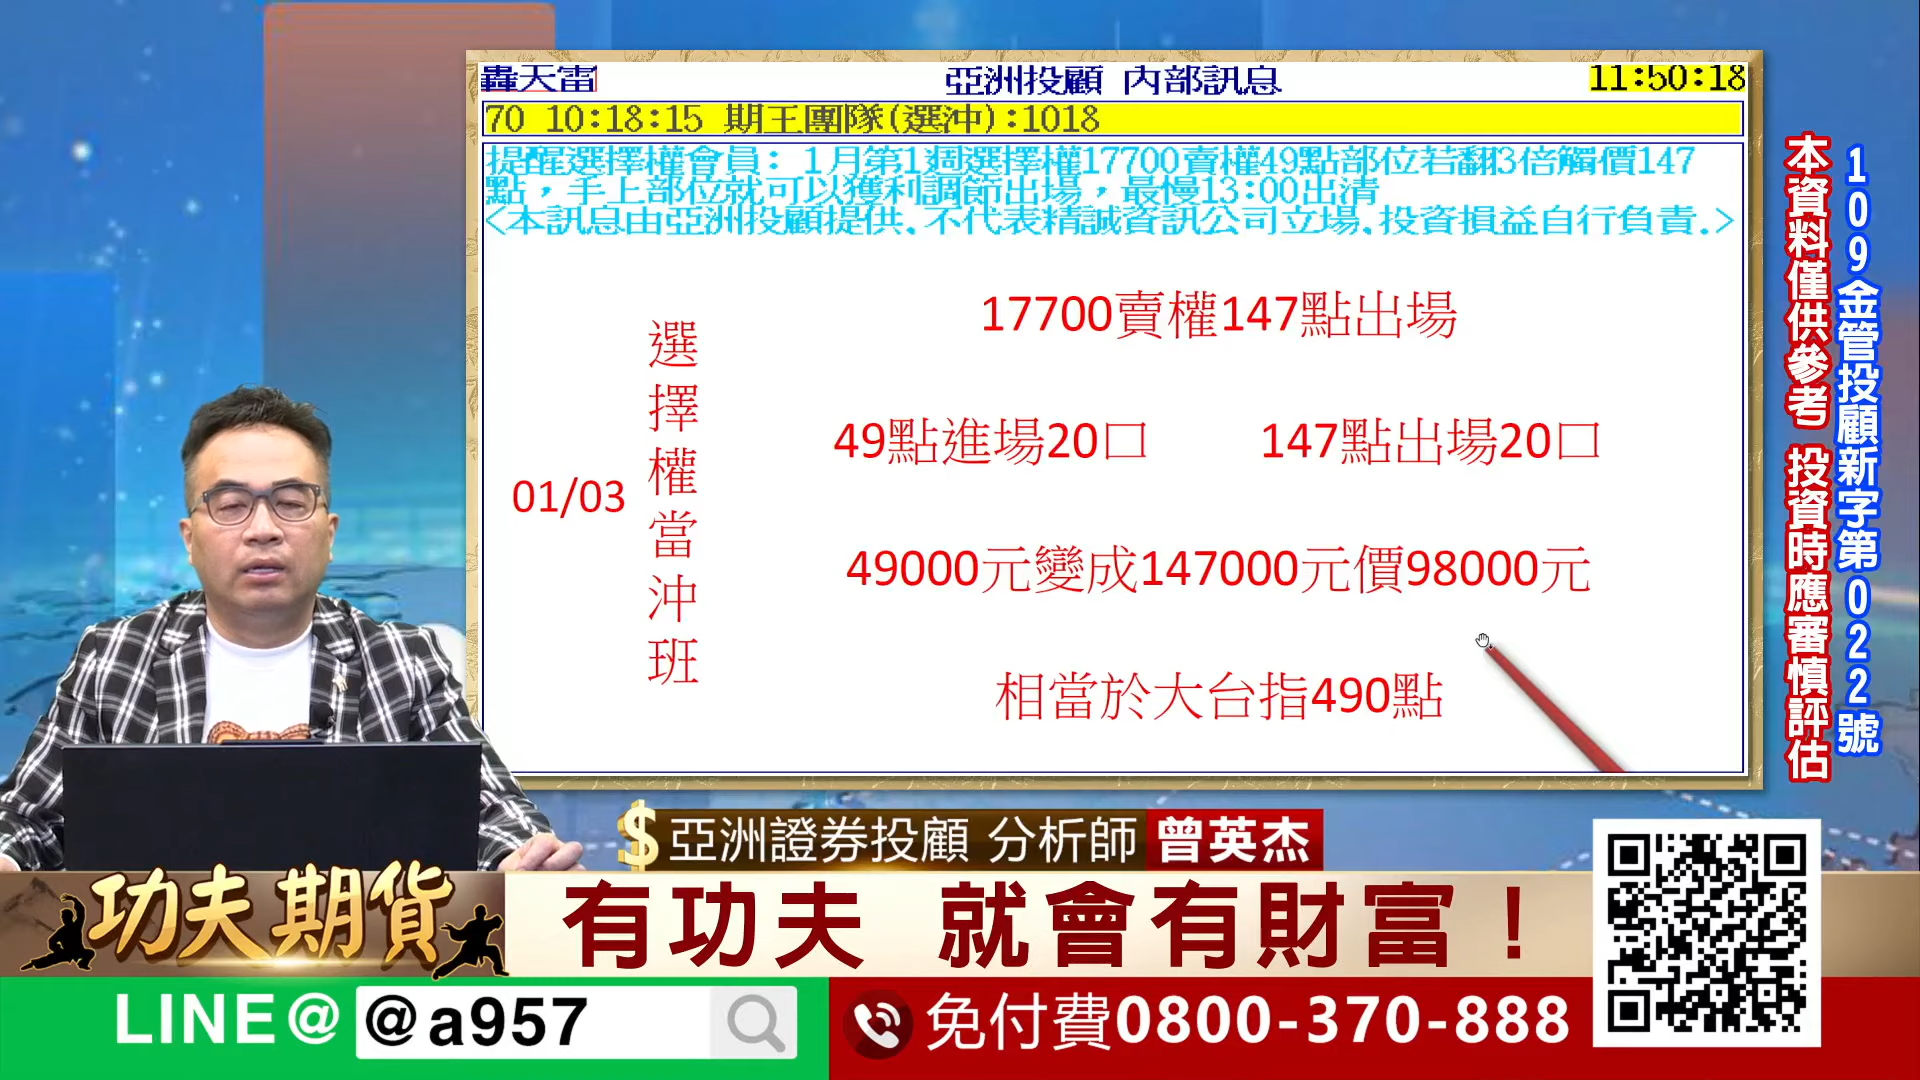 轟天雷 亞洲投顧 內部訊息 11:50:18
70 10:18:15 期王團隊(選沖):1018
提醒選擇權會員: 1月第1週選擇權17700賣權49點部位若翻3倍觸價147
點，手上部位就可以獲利調節出場，最慢13:00出清
<本訊息由亞洲投顧提供.不代表精誠資訊公司立場.投資損益自行負責.>
01/03
選擇權當沖班
17700賣權147點出場
49點進場20口 147點出場20口
49000元變成147000元價98000元
相當於大台指490點
109金管投顧新字第022號
本資料僅供參考 投資時應審慎評估
$亞洲證券投顧 分析師 曾英杰
功夫期貨
有功夫 就會有財富！
LINE@ @a957
免付費0800-370-888